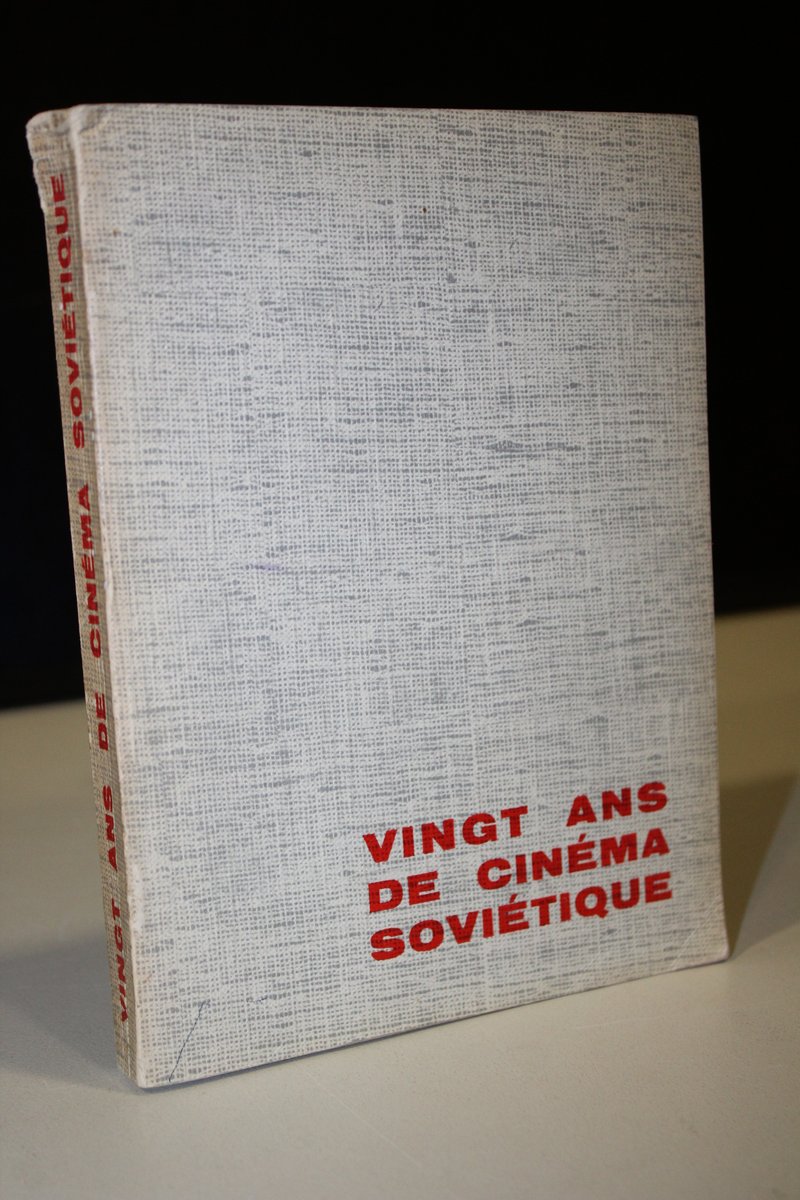 VINGT ANS DE CINÉMA SOVIÉTIQUE
VINGT ANS
DE CINÉMA
SOVIÉTIQUE